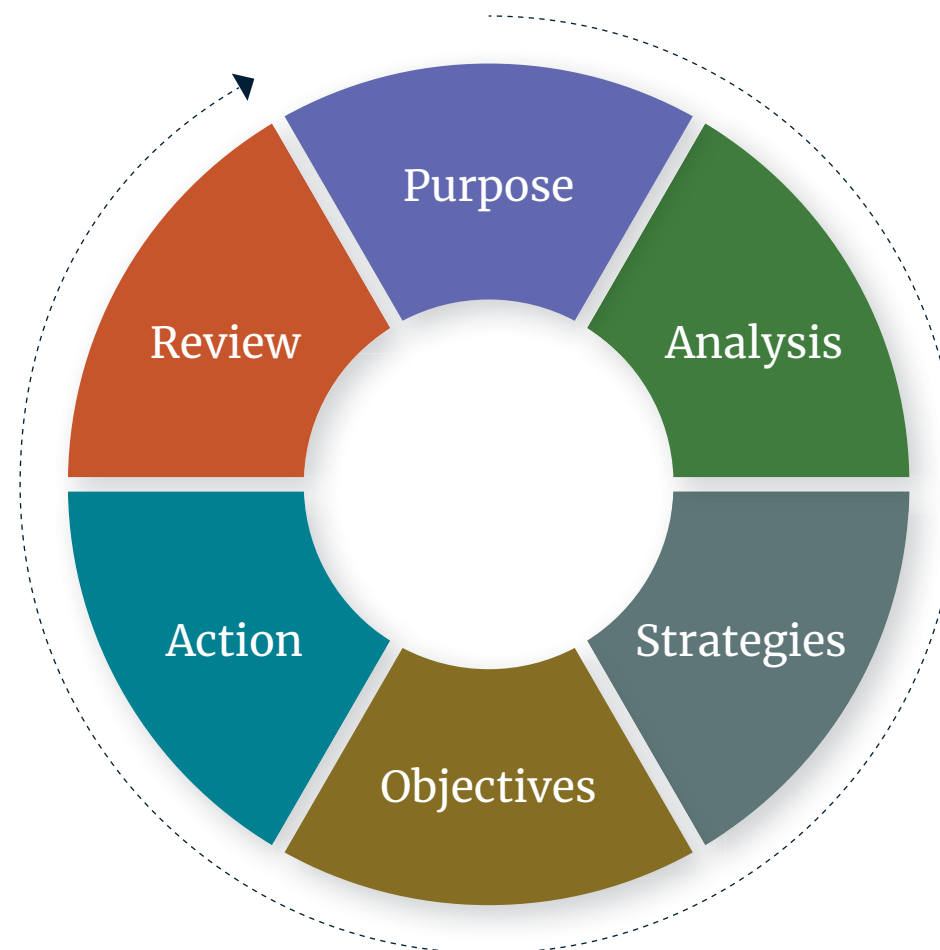 Purpose
Analysis
Strategies
Objectives
Action
Review